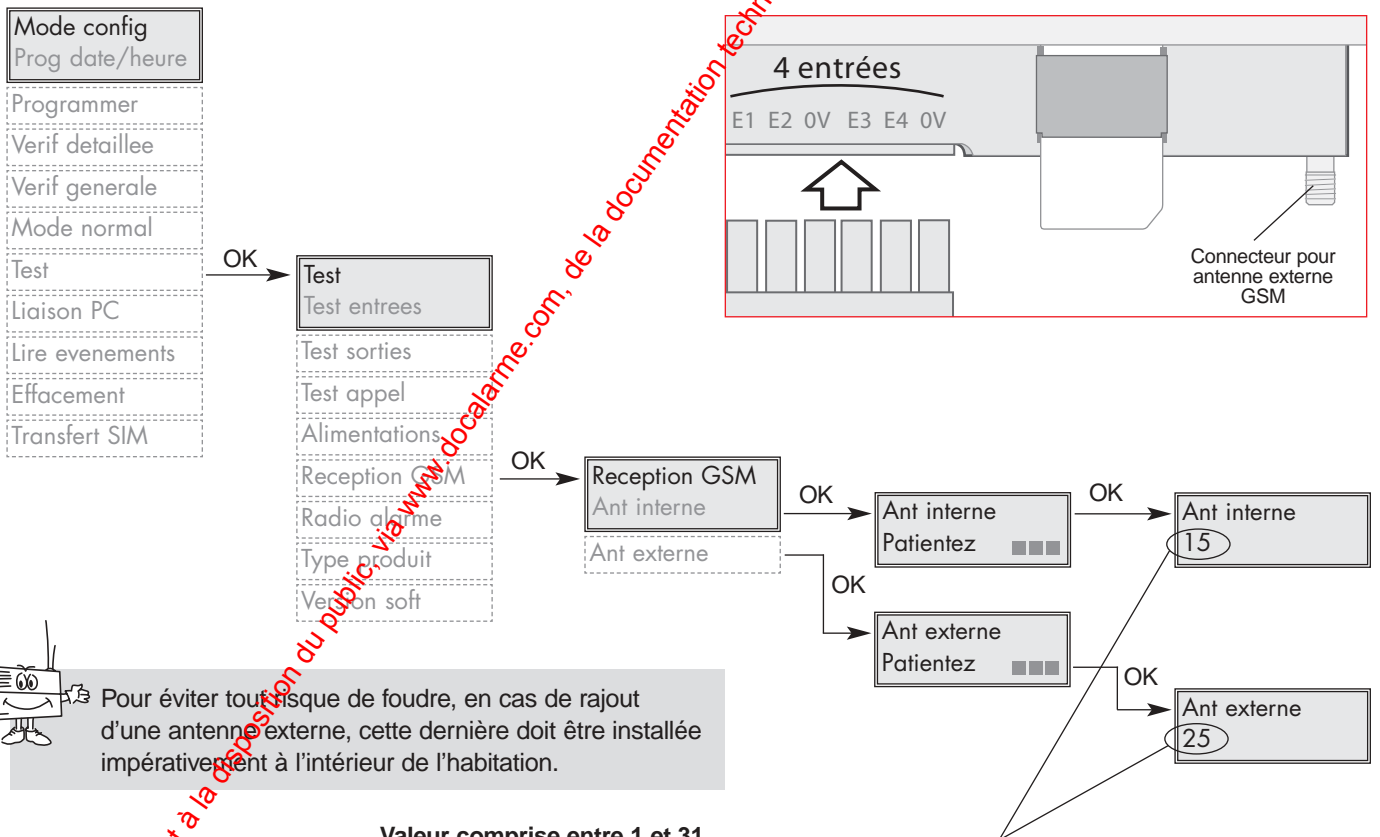 Mode config
Prog date/heure
Programmer
Verif detaillee
Verif generale
Mode normal
Test
Liaison PC
Lire evenements
Effacement
Transfert SIM
OK
Test
Test entrees
Test sorties
Test appel
Alimentations
Reception GSM
Radio alarme
Type produit
Version soft
OK
Reception GSM
Ant interne
Ant externe
OK
Ant interne
Patientez
OK
Ant interne
15
OK
Ant externe
Patientez
OK
Ant externe
25
4 entrées
E1 E2 0V E3 E4 0V
Connecteur pour
antenne externe
GSM
Pour éviter tout risque de foudre, en cas de rajout
d'une antenne externe, cette dernière doit être installée
impérativement à l'intérieur de l'habitation.
Valeur comprise entre 1 et 31
à la disposition du public, via www.docalarme.com, de la documentation